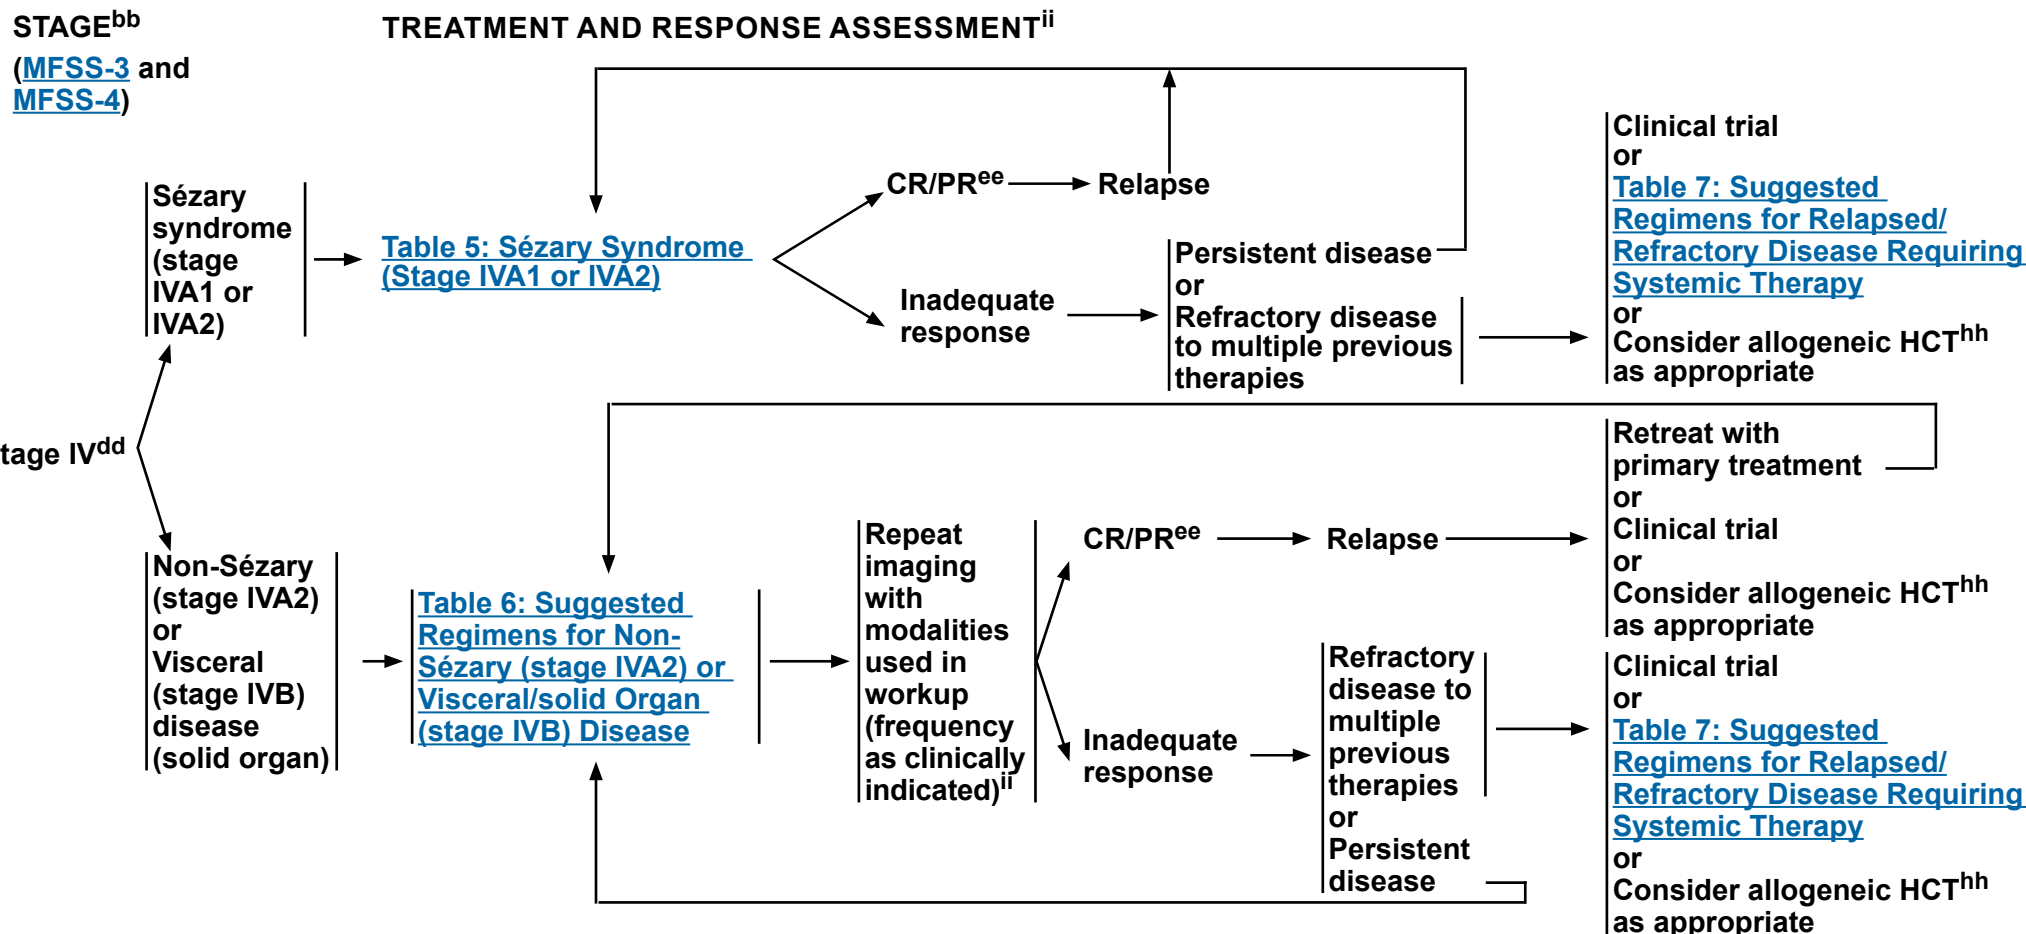 STAGEbb
(MFSS-3 and
MFSS-4)
TREATMENT AND RESPONSE ASSESSMENTii
tage IVdd
Sézary
syndrome
(stage
IVA1 or
IVA2)
Table 5: Sézary Syndrome
(Stage IVA1 or IVA2)
CR/PRee
Relapse
Inadequate
response
Persistent disease
or
Refractory disease
to multiple previous
therapies
Clinical trial
or
Table 7: Suggested
Regimens for Relapsed/
Refractory Disease Requiring
Systemic Therapy
or
Consider allogeneic HCThh
as appropriate
Non-Sézary
(stage IVA2)
or
Visceral
(stage IVB)
disease
(solid organ)
Table 6: Suggested
Regimens for Non-
Sézary (stage IVA2) or
Visceral/solid Organ
(stage IVB) Disease
Repeat
imaging
with
modalities
used in
workup
(frequency
as clinically
indicated)ii
CR/PRee
Relapse
Retreat with
primary treatment
or
Clinical trial
or
Consider allogeneic HCThh
as appropriate
Inadequate
response
Refractory
disease to
multiple
previous
therapies
or
Persistent
disease
Clinical trial
or
Table 7: Suggested
Regimens for Relapsed/
Refractory Disease Requiring
Systemic Therapy
or
Consider allogeneic HCThh
as appropriate